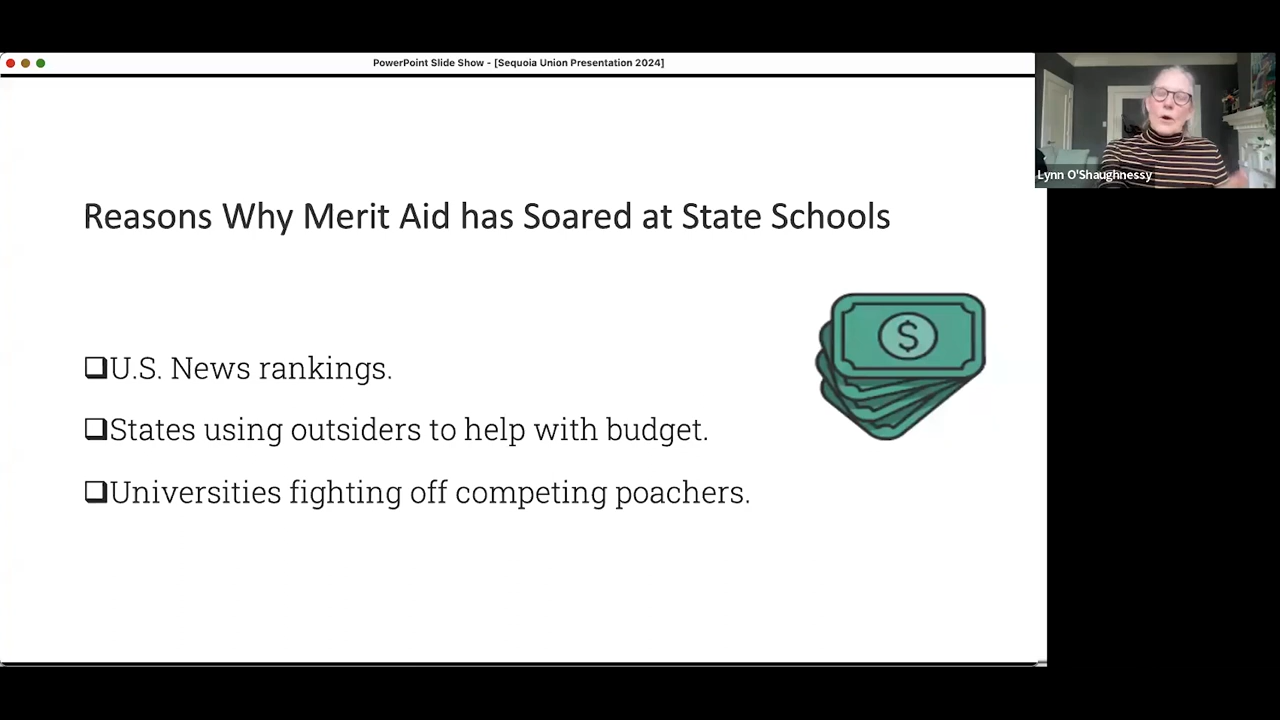 PowerPoint Slide Show - [Sequoia Union Presentation 2024]
Lynn O'Shaughnessy
Reasons Why Merit Aid has Soared at State Schools
$
❑U.S. News rankings.
❑States using outsiders to help with budget.
❑Universities fighting off competing poachers.